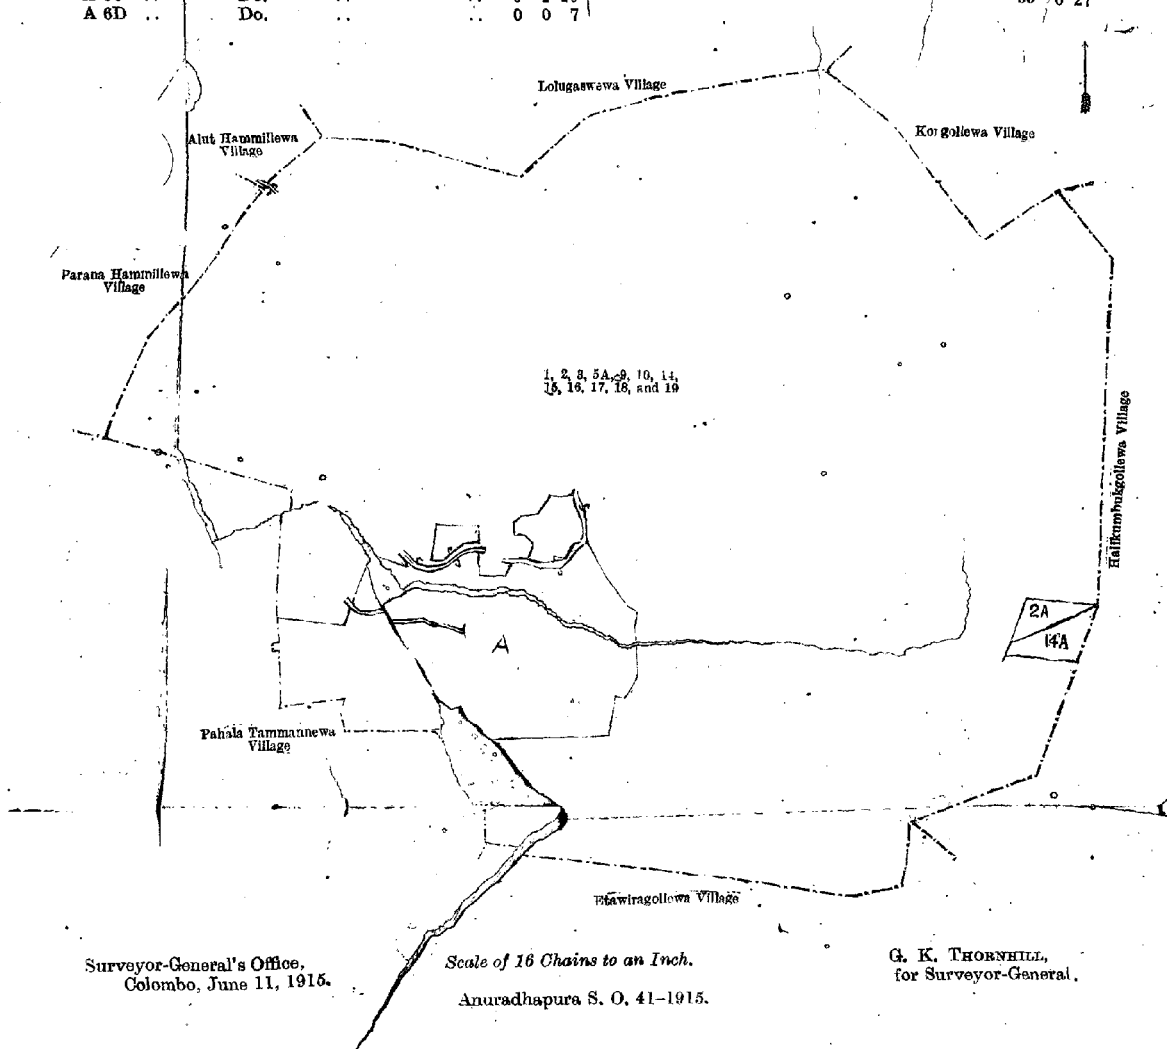 A 6D .. Do. .. .. 0 0 7
Lolugaswewa Village
Alut Hammillewa
Village
Korgollewa Village
Parana Hammillewa
Village
1, 2, 3, 5A, 9, 10, 14,
15, 16, 17, 18, and 19
Halikumbukgollewa Village
2A
14A
A
Pahala Tammannewa
Village
Etawiragollewa Village
Surveyor-General's Office,
Colombo, June 11, 1915.
Scale of 16 Chains to an Inch.
Anuradhapura S. O. 41-1915.
G. K. THORNHILL,
for Surveyor-General.